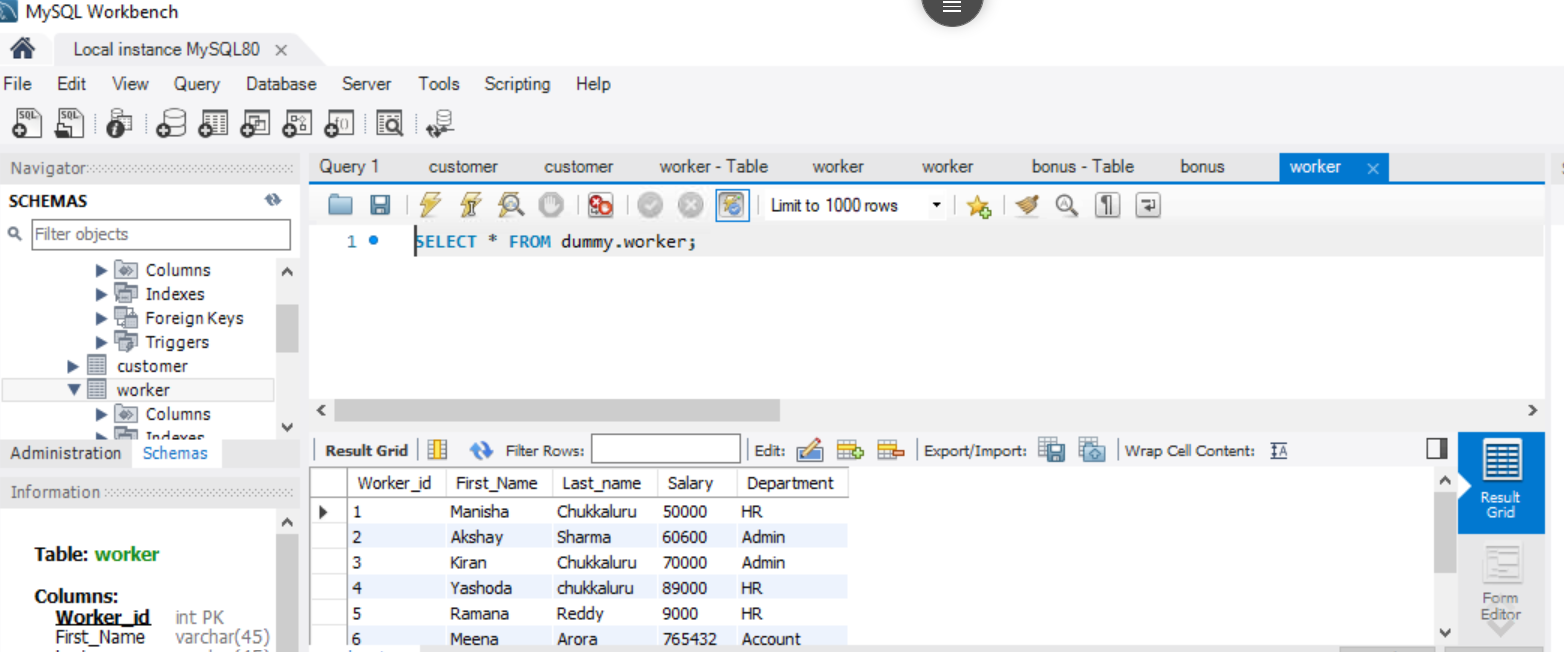 MySQL Workbench
Local instance MySQL80
File Edit View Query Database Server Tools Scripting Help
Navigator
SCHEMAS
Filter objects
Columns
Indexes
Foreign Keys
Triggers
customer
worker
Columns
Indexes
Administration Schemas
Information
Table: worker
Columns:
Worker_id int PK
First_Name varchar(45)
Query 1 customer customer worker - Table worker worker bonus - Table bonus worker
Limit to 1000 rows
1 SELECT * FROM dummy.worker;
Result Grid Filter Rows: Edit: Export/Import: Wrap Cell Content:
Worker_id First_Name Last_name Salary Department
1 Manisha Chukkaluru 50000 HR
2 Akshay Sharma 60600 Admin
3 Kiran Chukkaluru 70000 Admin
4 Yashoda chukkaluru 89000 HR
5 Ramana Reddy 9000 HR
6 Meena Arora 765432 Account
Result
Grid
Form
Editor